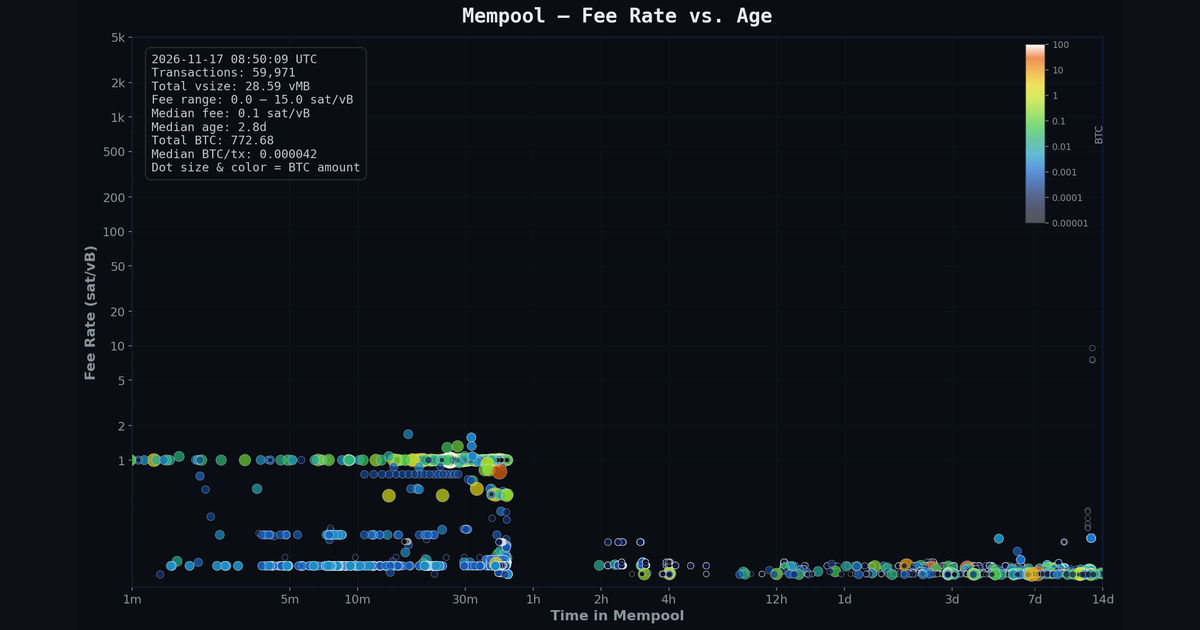 Mempool — Fee Rate vs. Age
2026-11-17 08:50:09 UTC
Transactions: 59,971
Total vsize: 28.59 vMB
Fee range: 0.0 – 15.0 sat/vB
Median fee: 0.1 sat/vB
Median age: 2.8d
Total BTC: 772.68
Median BTC/tx: 0.000042
Dot size & color = BTC amount
100
10
1
0.1
0.01
0.001
0.0001
0.00001
BTC
5k
2k
1k
500
200
100
50
20
10
5
2
1
Fee Rate (sat/vB)
1m
5m
10m
30m
1h
2h
4h
12h
1d
3d
7d
14d
Time in Mempool